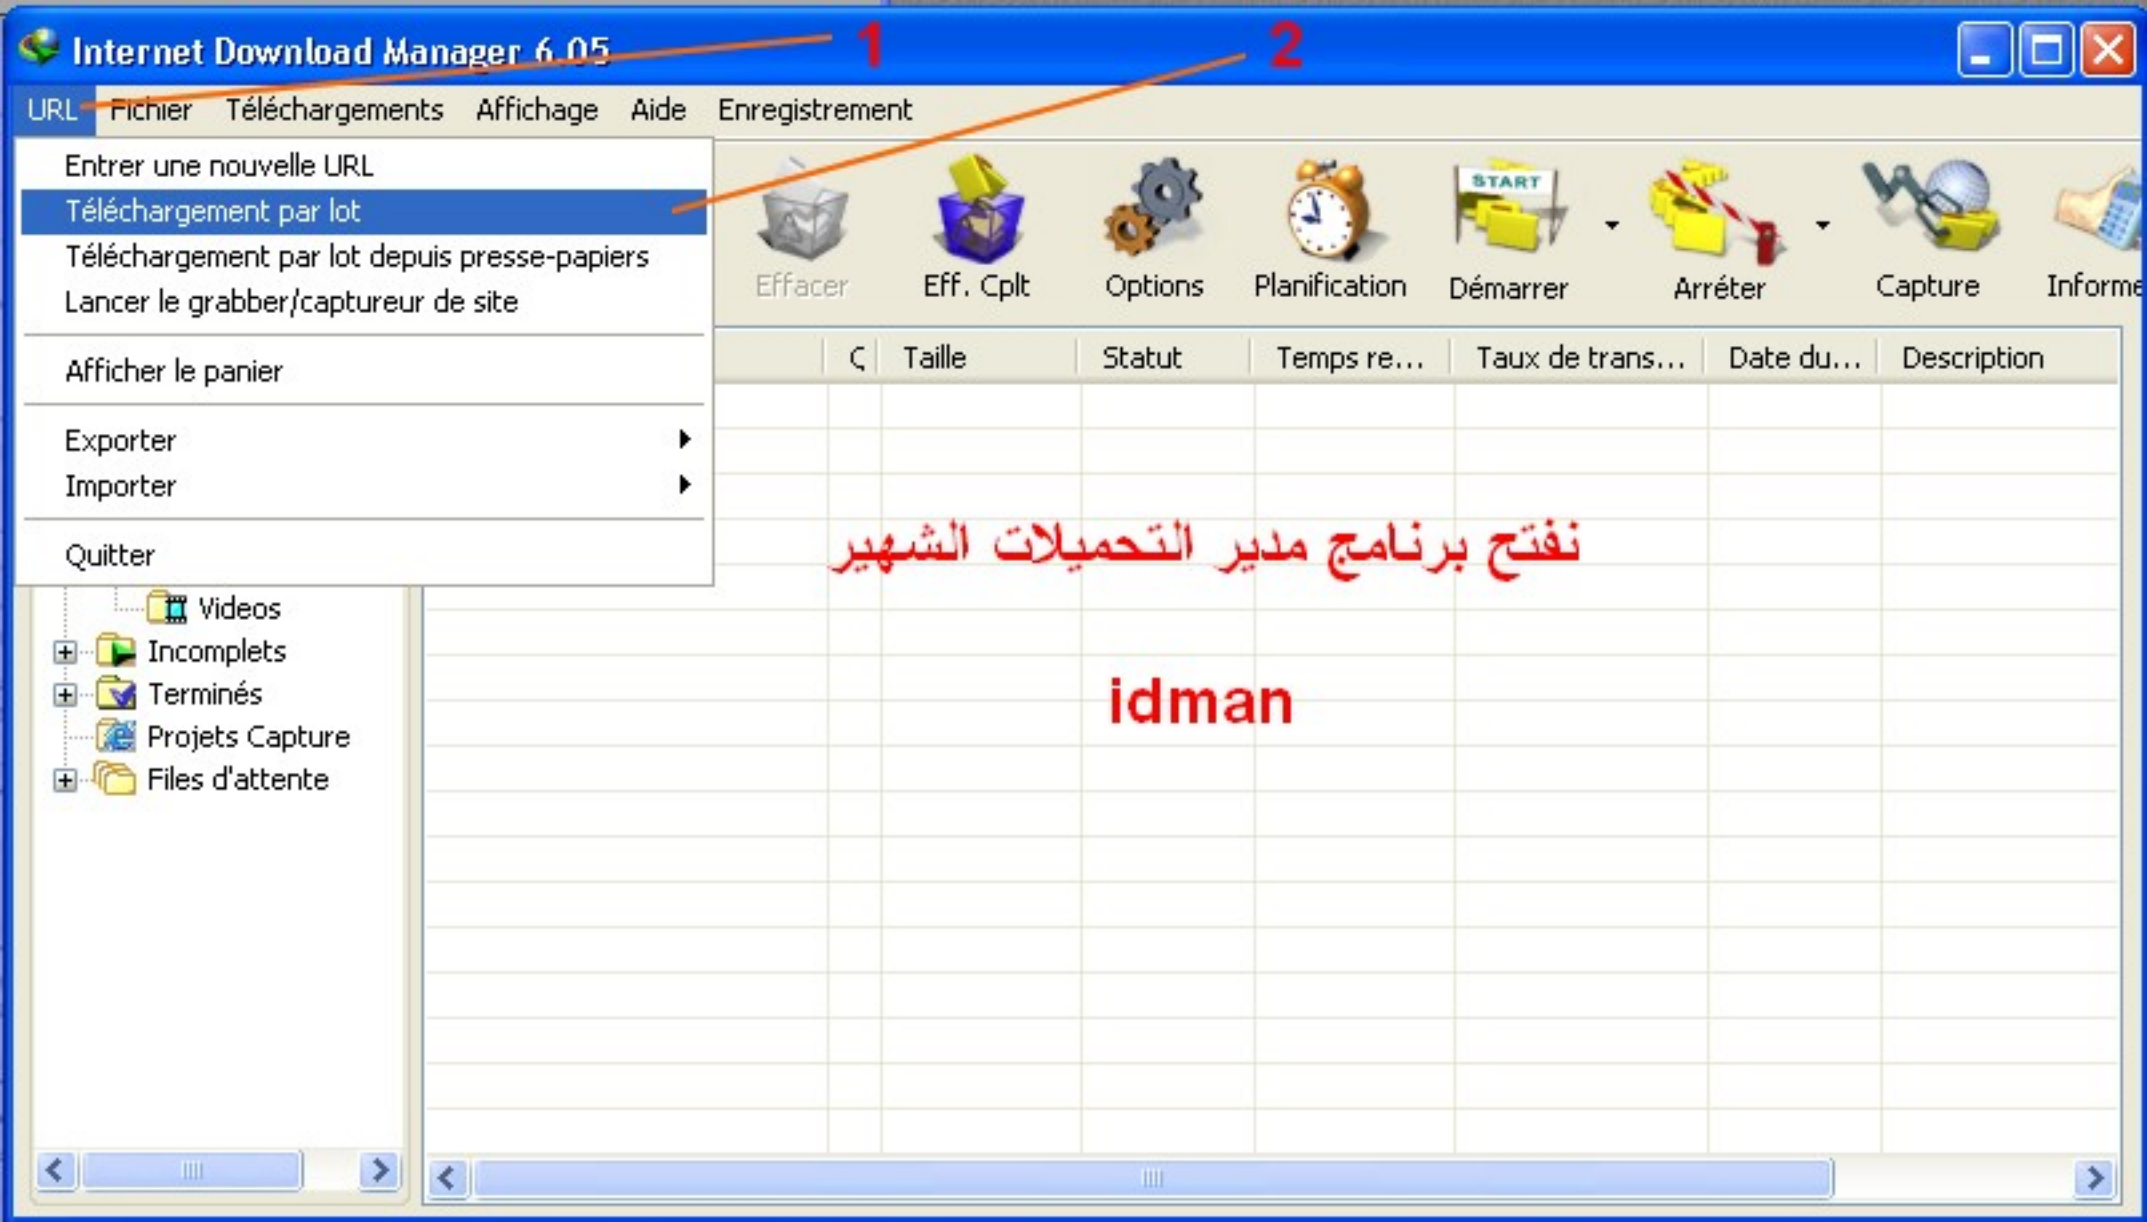 Internet Download Manager 6.05
1
2
URL Fichier Téléchargements Affichage Aide Enregistrement
Entrer une nouvelle URL
Téléchargement par lot
Téléchargement par lot depuis presse-papiers
Lancer le grabber/captureur de site
Afficher le panier
Exporter
Importer
Quitter
START
Effacer Eff. Cplt Options Planification Démarrer Arréter Capture Informe
Taille Statut Temps re... Taux de trans... Date du... Description
نفتح برنامج مدير التحميلات الشهير
idman
Videos
Incomplets
Terminés
Projets Capture
Files d'attente